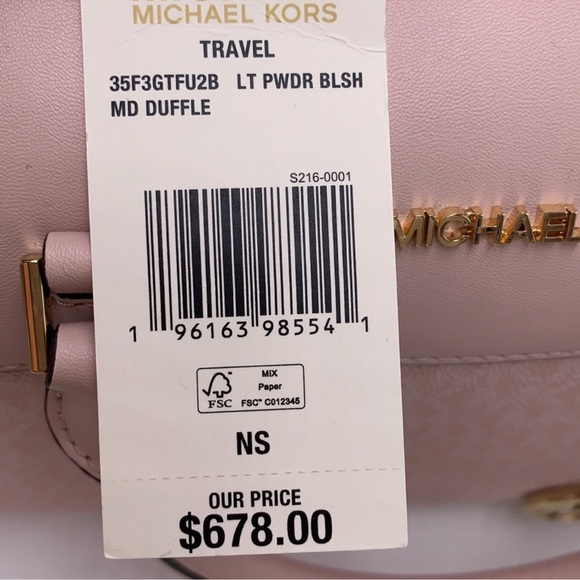 MICHAEL KORS
TRAVEL
35F3GTFU2B LT PWDR BLSH
MD DUFFLE
S216-0001
1 96163 98554 1
FSC
MIX
Paper
FSC™ C012345
NS
OUR PRICE
$678.00
MICHAEL